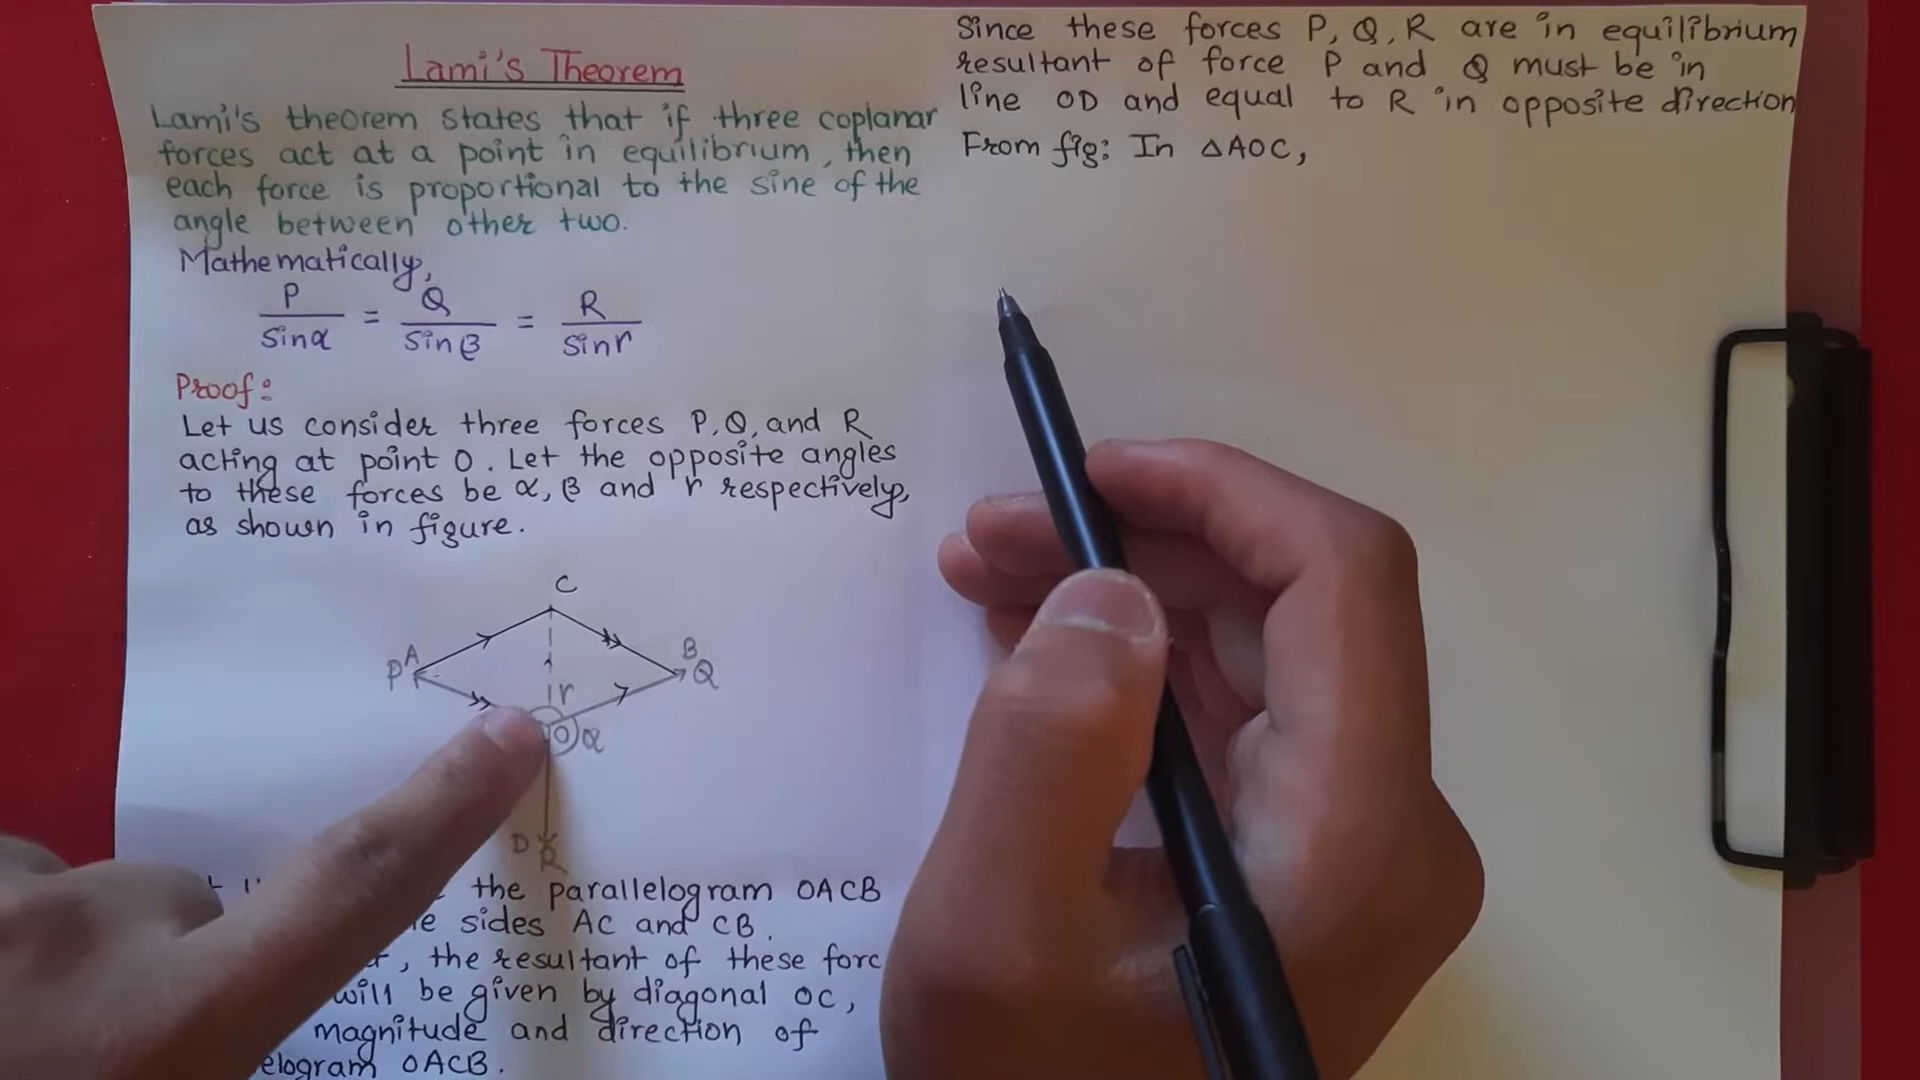 Lami's Theorem
Lami's theorem states that if three coplanar
forces act at a point in equilibrium, then
each force is proportional to the sine of the
angle between other two.
Mathematically,
P/sinα = Q/sinβ = R/sinr
Proof:
Let us consider three forces P, Q, and R
acting at point O. Let the opposite angles
to these forces be α, β and r respectively,
as shown in figure.
C
A
P
B
Q
r
O α
D
R
the parallelogram OACB
sides AC and CB.
, the resultant of these forc
will be given by diagonal OC,
magnitude and direction of
OACB.
Since these forces P, Q, R are in equilibrium
resultant of force P and Q must be in
line OD and equal to R in opposite direction
From fig: In △AOC,